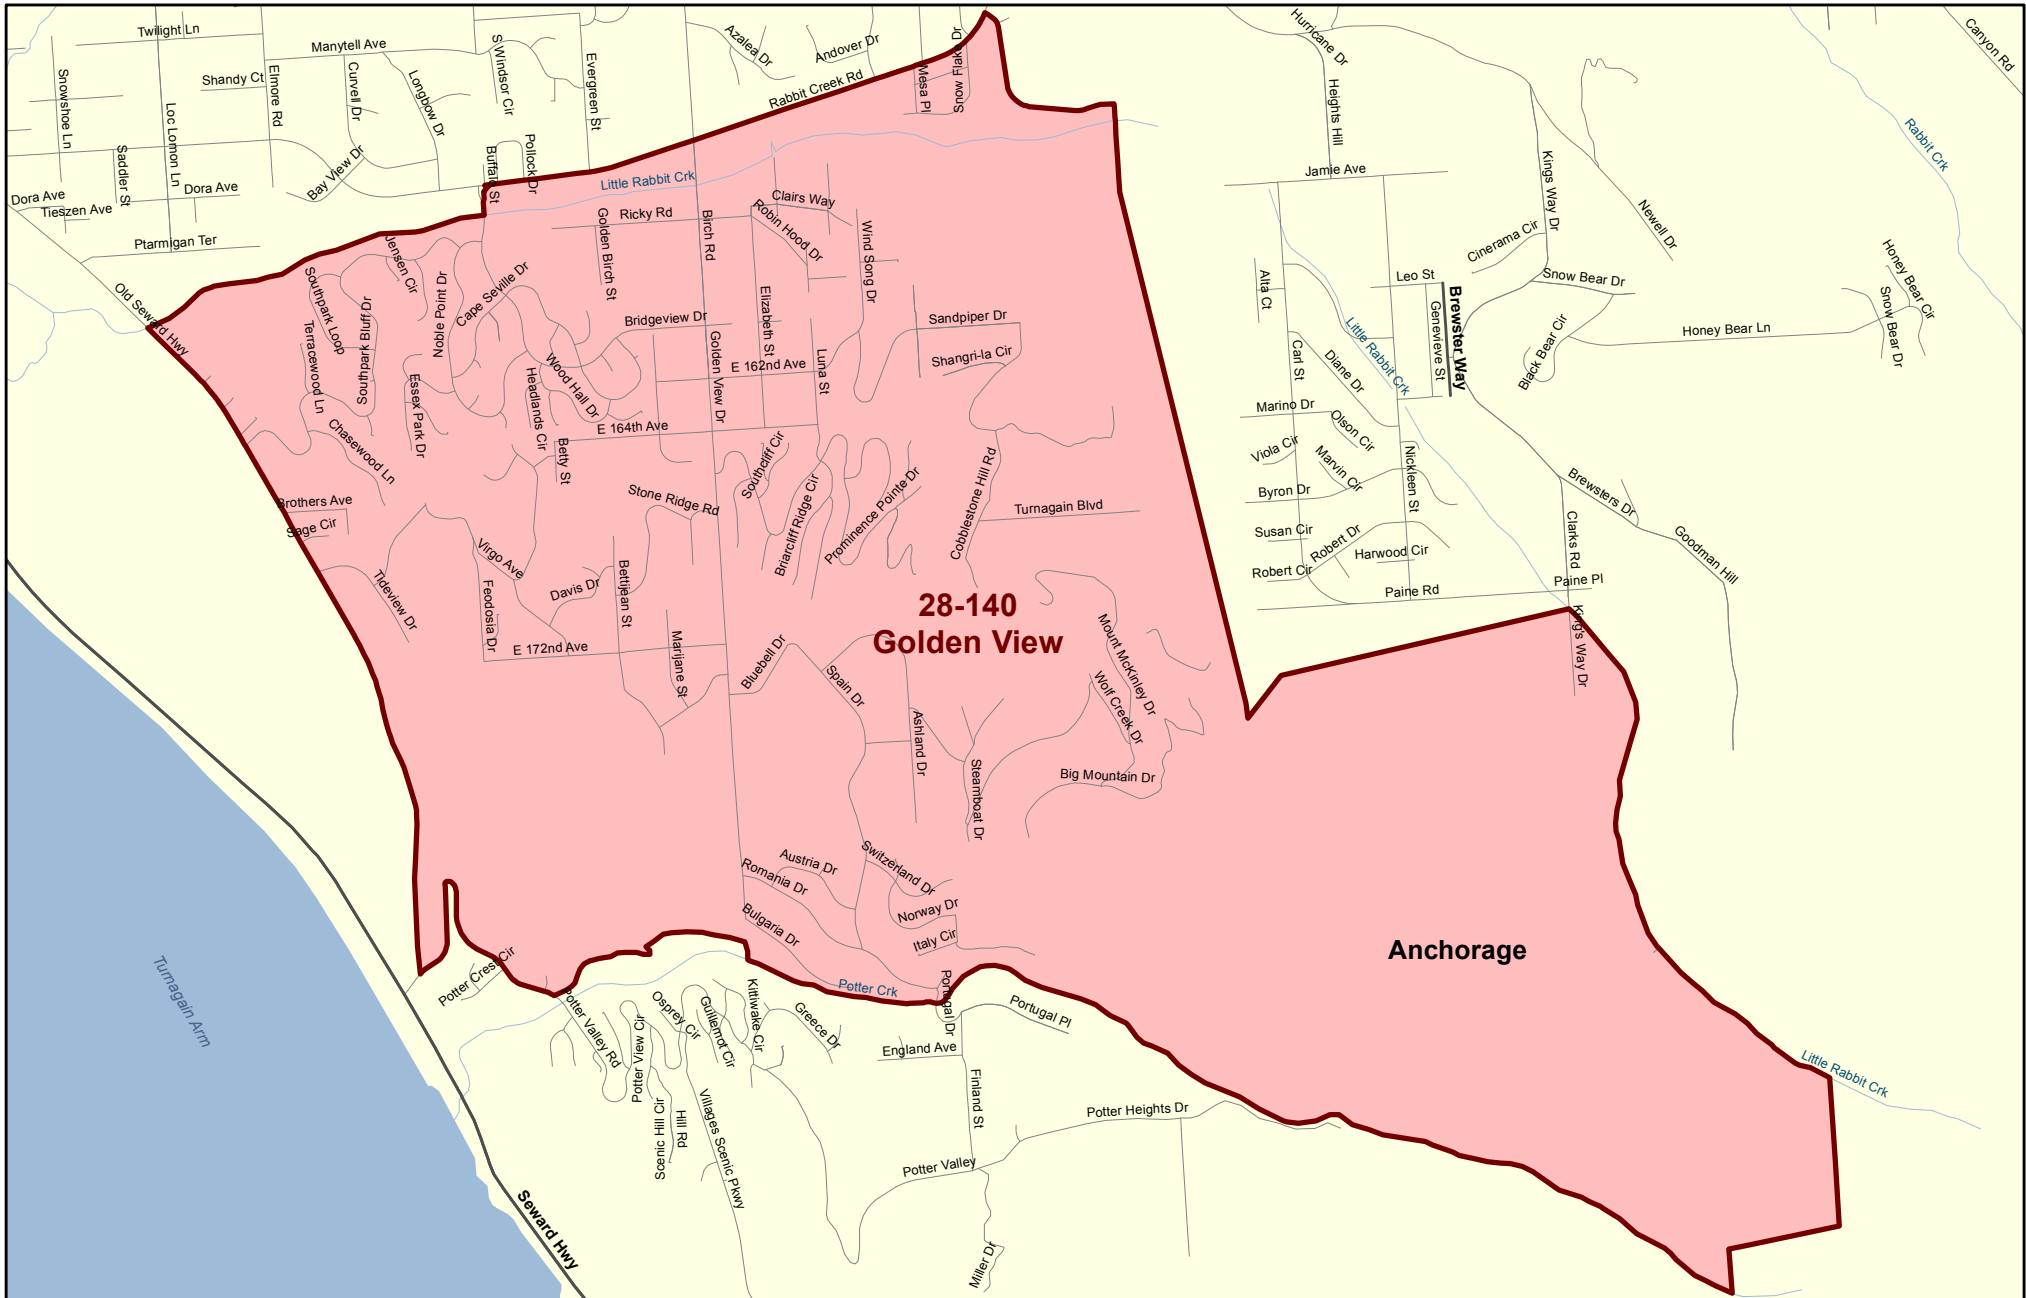 Twilight Ln
Manytell Ave
S Windsor Cir
Evergreen St
Azalea Dr
Andover Dr
Snow Flake Dr
Hurricane Dr
Canyon Rd
Snowshoe Ln
Shandy Ct
Elmore Rd
Curvell Dr
Longbow Dr
Rabbit Creek Rd
Mesa Pl
Heights Hill
Loc Lomon Ln
Saddler St
Bay View Dr
Buffalo St
Pollock Dr
Little Rabbit Crk
Jamie Ave
Kings Way Dr
Rabbit Crk
Dora Ave
Dora Ave
Tieszen Ave
Ptarmigan Ter
Ricky Rd
Clairs Way
Robin Hood Dr
Birch Rd
Golden Birch St
Wind Song Dr
Newell Dr
Cinerama Cir
Honey Bear Cir
Jensen Cir
Southpark Loop
Noble Point Dr
Cape Seville Dr
Alta Ct
Leo St
Snow Bear Dr
Old Seward Hwy
Terracewood Ln
Southpark Bluff Dr
Bridgeview Dr
Elizabeth St
Sandpiper Dr
Little Rabbit Crk
Genevieve St
Brewster Way
Black Bear Cir
Honey Bear Ln
Snow Bear Dr
Essex Park Dr
Headlands Cir
Wood Hall Dr
Golden View Dr
E 162nd Ave
Luna St
Shangri-la Cir
Carl St
Diane Dr
Chasewood Ln
E 164th Ave
Betty St
Southcliff Cir
Marino Dr
Olson Cir
Viola Cir
Marvin Cir
Nickleen St
Brothers Ave
Sage Cir
Stone Ridge Rd
Briarcliff Ridge Cir
Prominence Pointe Dr
Cobblestone Hill Rd
Turnagain Blvd
Byron Dr
Brewsters Dr
Clarks Rd
Goodman Hill
Susan Cir
Robert Dr
Harwood Cir
Robert Cir
Paine Rd
Paine Pl
Virgo Ave
Tideview Dr
Feodosia Dr
Davis Dr
Bettijean St
E 172nd Ave
Marijane St
Bluebell Dr
Spain Dr
28-140
Golden View
Mount McKinley Dr
Wolf Creek Dr
King's Way Dr
Ashland Dr
Steamboat Dr
Big Mountain Dr
Austria Dr
Romania Dr
Switzerland Dr
Bulgaria Dr
Norway Dr
Italy Cir
Anchorage
Turnagain Arm
Potter Crest Cir
Potter Crk
Portugal Dr
Portugal Pl
Potter Valley Rd
Potter View Cir
Osprey Cir
Guillemot Cir
Kittiwake Cir
Greece Dr
England Ave
Little Rabbit Crk
Scenic Hill Cir
Hill Rd
Villages Scenic Pkwy
Finland St
Potter Heights Dr
Potter Valley
Miller Dr
Seward Hwy